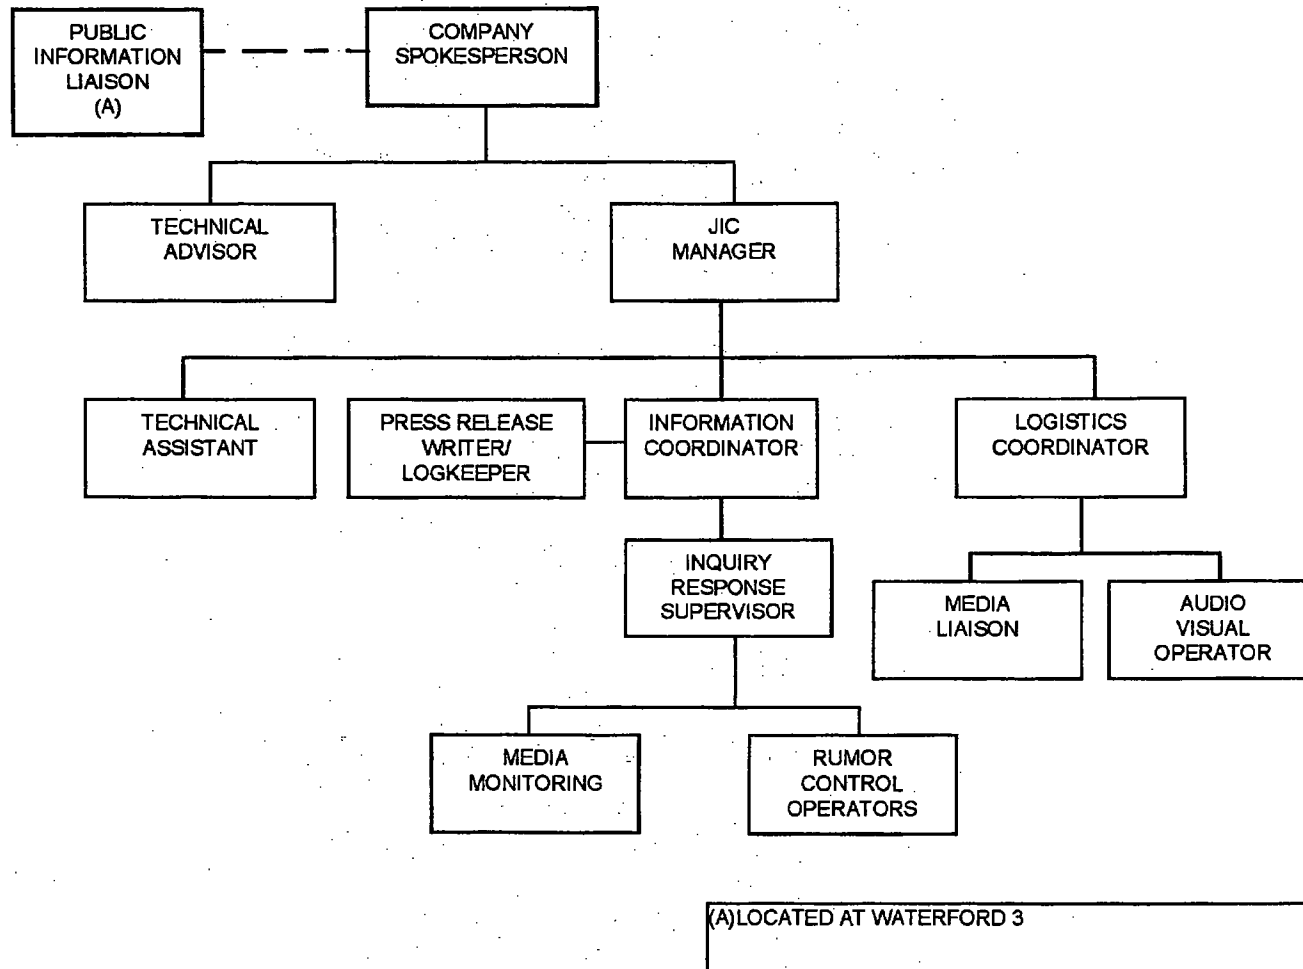 PUBLIC
INFORMATION
LIAISON
(A)
COMPANY
SPOKESPERSON
TECHNICAL
ADVISOR
JIC
MANAGER
TECHNICAL
ASSISTANT
PRESS RELEASE
WRITER/
LOGKEEPER
INFORMATION
COORDINATOR
LOGISTICS
COORDINATOR
INQUIRY
RESPONSE
SUPERVISOR
MEDIA
LIAISON
AUDIO
VISUAL
OPERATOR
MEDIA
MONITORING
RUMOR
CONTROL
OPERATORS
(A)LOCATED AT WATERFORD 3